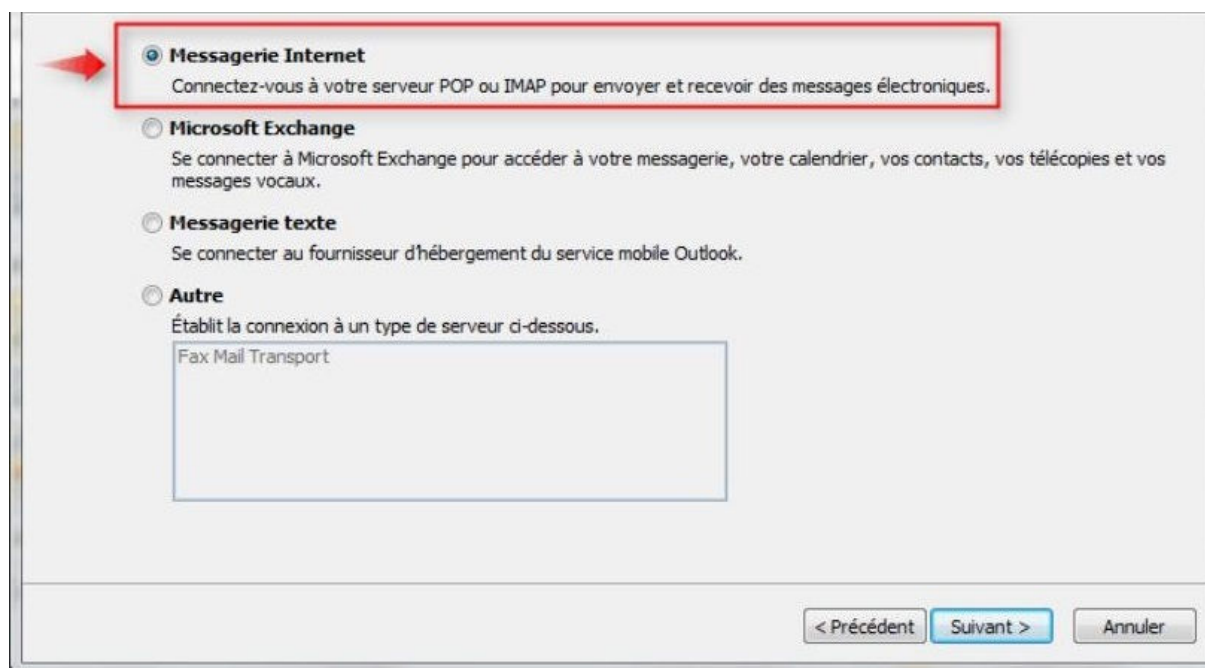 Messagerie Internet
Connectez-vous à votre serveur POP ou IMAP pour envoyer et recevoir des messages électroniques.
Microsoft Exchange
Se connecter à Microsoft Exchange pour accéder à votre messagerie, votre calendrier, vos contacts, vos télécopies et vos
messages vocaux.
Messagerie texte
Se connecter au fournisseur d'hébergement du service mobile Outlook.
Autre
Établit la connexion à un type de serveur ci-dessous.
Fax Mail Transport
< Précédent Suivant > Annuler